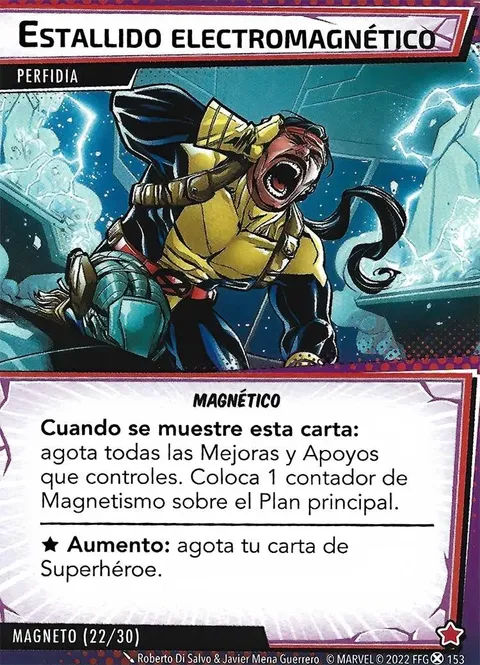 ESTALLIDO ELECTROMAGNÉTICO
PERFIDIA
MAGNÉTICO
Cuando se muestre esta carta:
agota todas las Mejoras y Apoyos
que controles. Coloca 1 contador de
Magnetismo sobre el Plan principal.
★ Aumento: agota tu carta de
Superhéroe.
MAGNETO (22/30)
Roberto Di Salvo & Javier Mena Guerrero © MARVEL © 2022 FFG 153